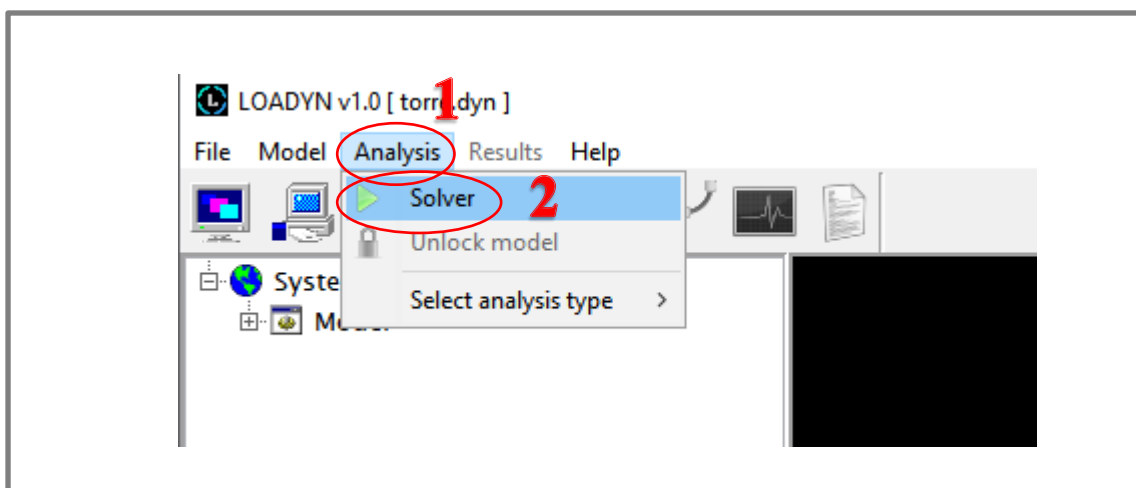 1
LOADYN v1.0 [ torre.dyn ]
File Model Analysis Results Help
Solver 2
Unlock model
Syste
Select analysis type >